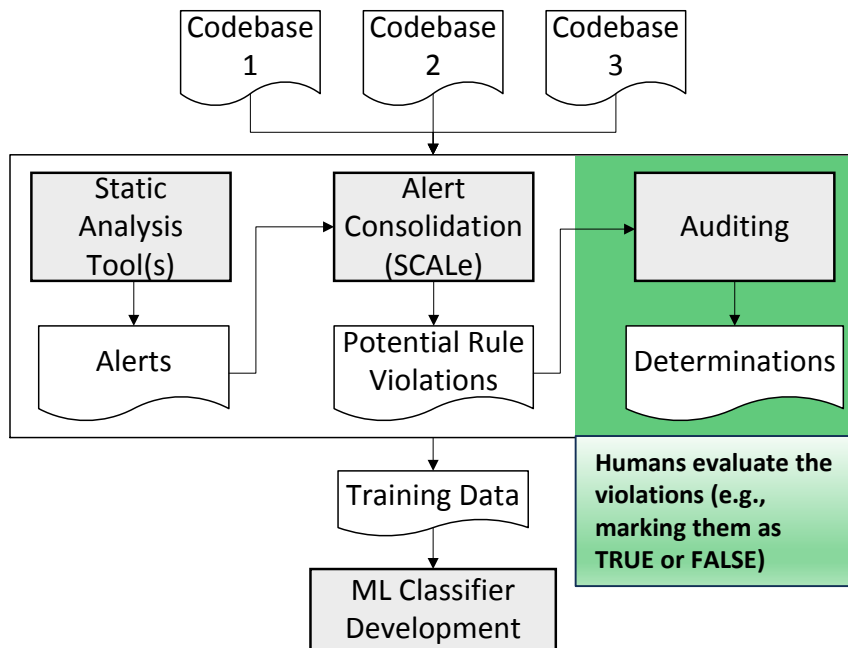 Codebase
1
Codebase
2
Codebase
3
Static
Analysis
Tool(s)
Alert
Consolidation
(SCALe)
Auditing
Alerts
Potential Rule
Violations
Determinations
Humans evaluate the
violations (e.g.,
marking them as
TRUE or FALSE)
Training Data
ML Classifier
Development